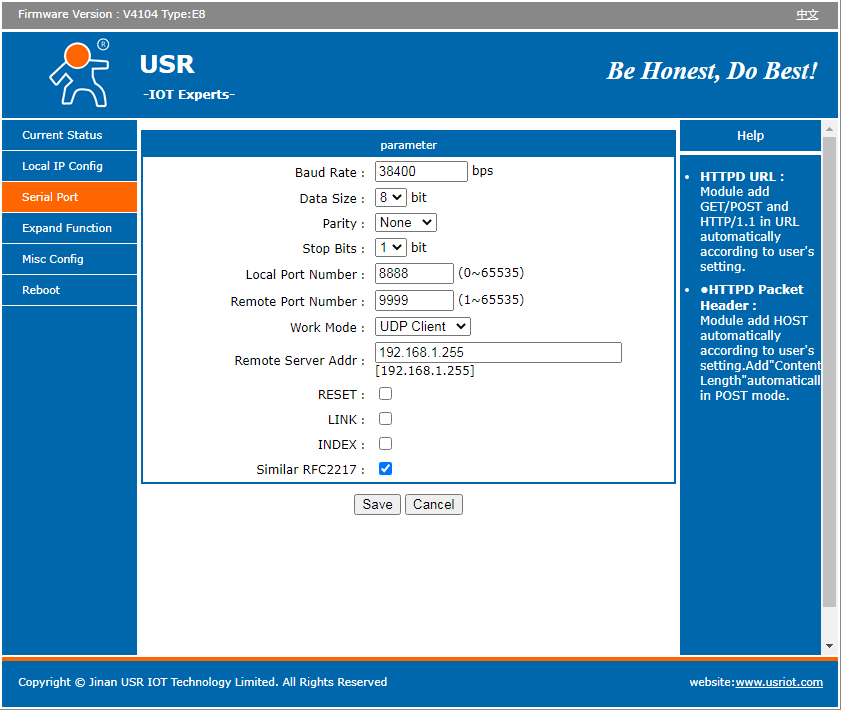 Firmware Version : V4104 Type:E8
中文
®
USR
-IOT Experts-
Be Honest, Do Best!
Current Status
Local IP Config
Serial Port
Expand Function
Misc Config
Reboot
parameter
Baud Rate : 38400 bps
Data Size : 8 bit
Parity : None
Stop Bits : 1 bit
Local Port Number : 8888 (0~65535)
Remote Port Number : 9999 (1~65535)
Work Mode : UDP Client
Remote Server Addr : 192.168.1.255
[192.168.1.255]
RESET :
LINK :
INDEX :
Similar RFC2217 :
Save Cancel
Help
• HTTPD URL :
Module add
GET/POST and
HTTP/1.1 in URL
automatically
according to user's
setting.
• ●HTTPD Packet
Header :
Module add HOST
automatically
according to user's
setting.Add"Content
Length"automaticall
in POST mode.
Copyright © Jinan USR IOT Technology Limited. All Rights Reserved
website:www.usriot.com